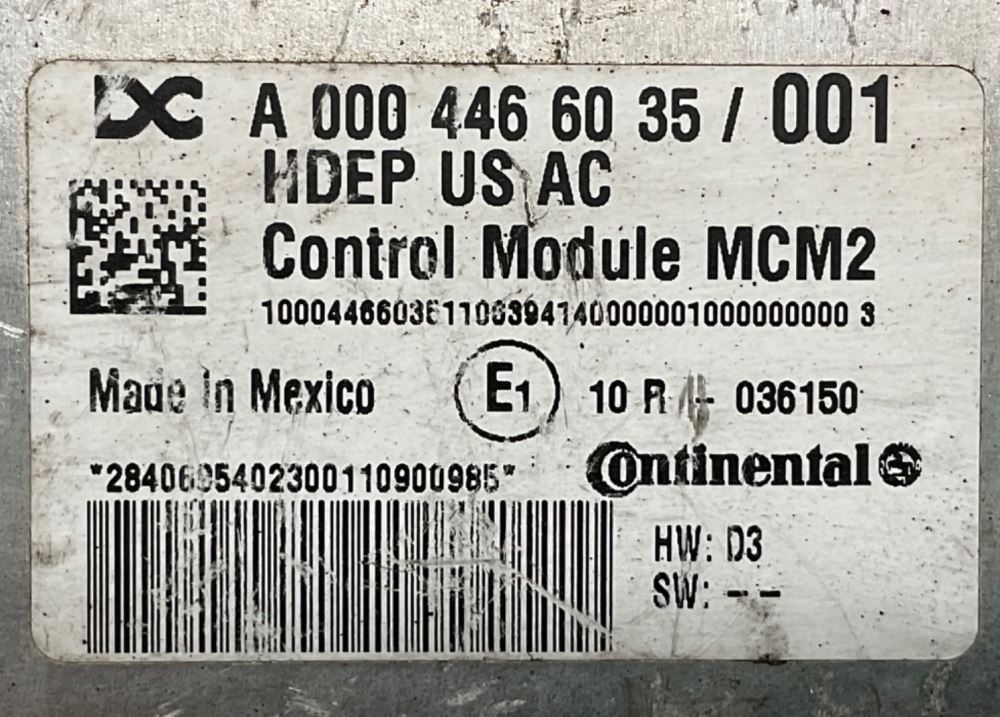 DC A 000 446 60 35 / 001
HDEP US AC
Control Module MCM2
Made in Mexico E1 10 R - 036150
Continental
HW: D3
SW: - -